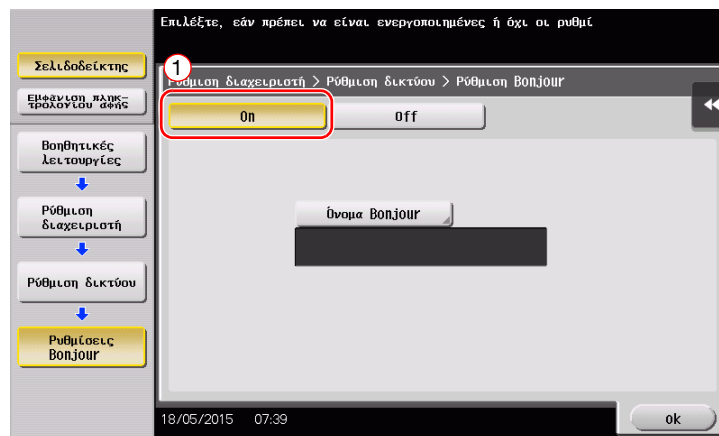 Επιλέξτε, εάν πρέπει να είναι ενεργοποιημένες ή όχι οι ρυθμί
Σελιδοδείκτης
1
Ρύθμιση διαχειριστή > Ρύθμιση δικτύου > Ρύθμιση Bonjour
Εμφάνιση πληκ-
τρολογίου αφής
On
Off
Βοηθητικές
λειτουργίες
Ρύθμιση
διαχειριστή
Όνομα Bonjour
Ρύθμιση δικτύου
Ρυθμίσεις
Bonjour
18/05/2015 07:39
ok